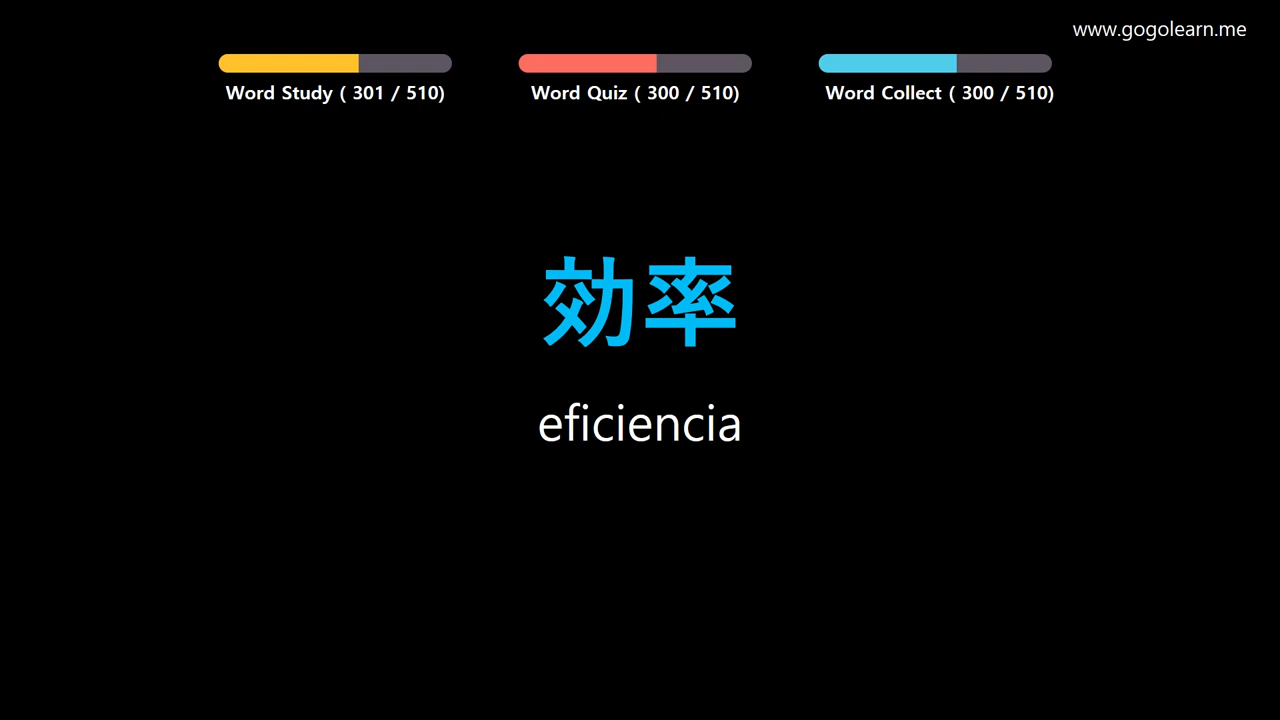 www.gogolearn.me
Word Study ( 301 / 510)
Word Quiz ( 300 / 510)
Word Collect ( 300 / 510)
効率
eficiencia